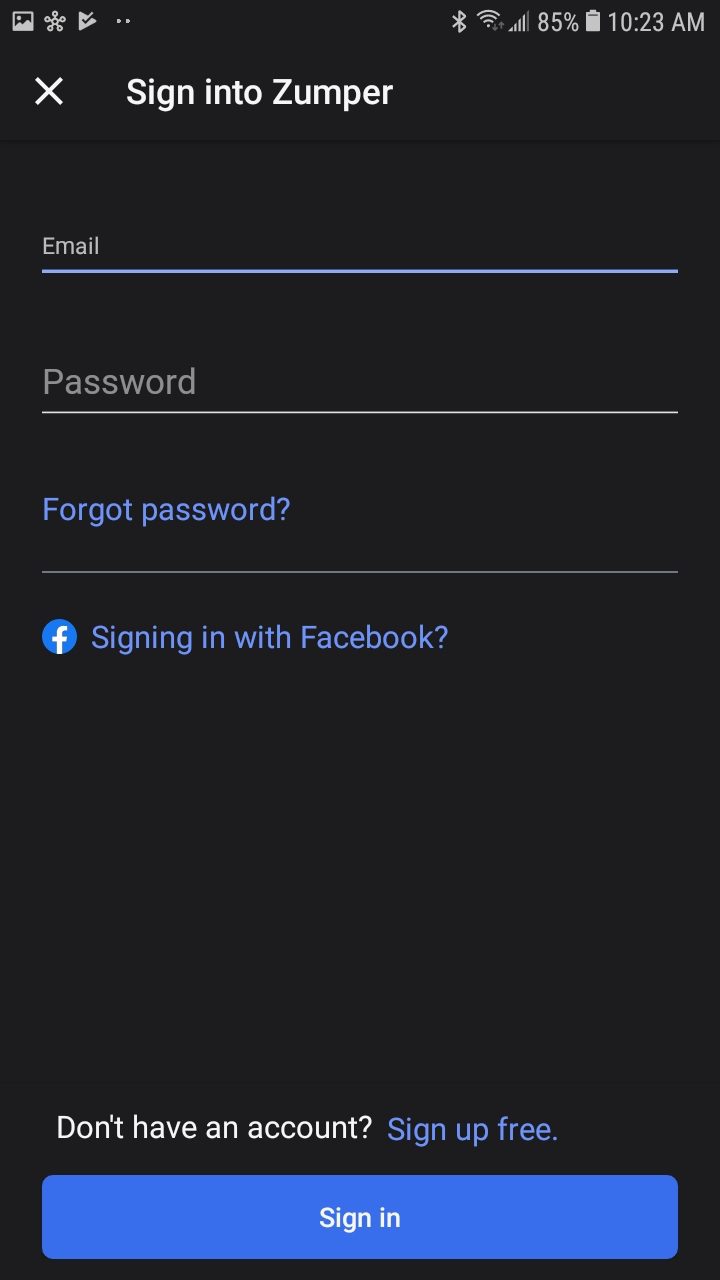 85% 10:23 AM
Sign into Zumper
Email
Password
Forgot password?
Signing in with Facebook?
Don't have an account? Sign up free.
Sign in